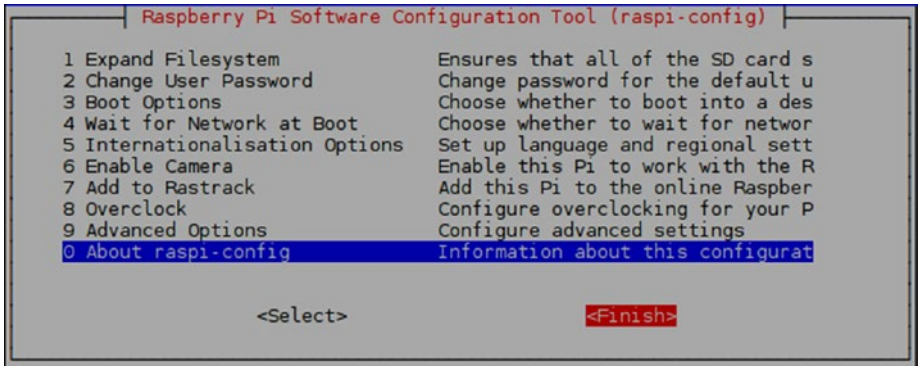 Raspberry Pi Software Configuration Tool (raspi-config)
1 Expand Filesystem Ensures that all of the SD card s
2 Change User Password Change password for the default u
3 Boot Options Choose whether to boot into a des
4 Wait for Network at Boot Choose whether to wait for networ
5 Internationalisation Options Set up language and regional sett
6 Enable Camera Enable this Pi to work with the R
7 Add to Rastrack Add this Pi to the online Raspber
8 Overclock Configure overclocking for your P
9 Advanced Options Configure advanced settings
0 About raspi-config Information about this configurat
<Select> <Finish>